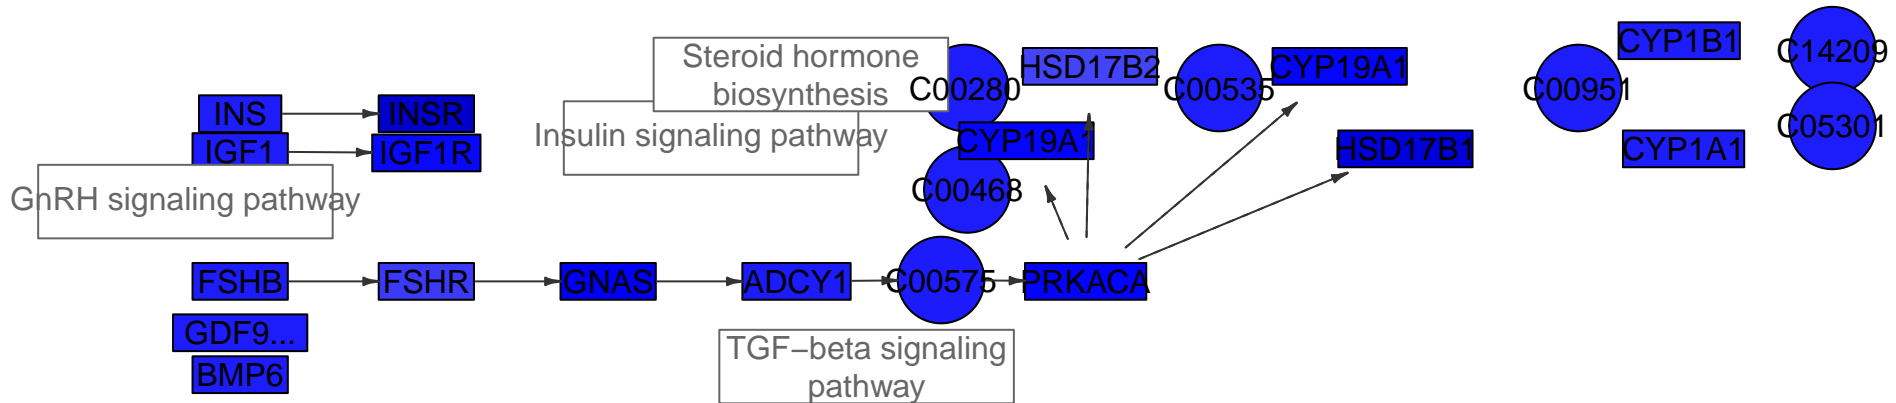 CYP1B1
C14209
Steroid hormone
biosynthesis
C00280
HSD17B2
C00535
CYP19A1
C00951
INS
INSR
Insulin signaling pathway
CYP19A1
C05301
IGF1
IGF1R
HSD17B1
CYP1A1
GnRH signaling pathway
C00468
FSHB
FSHR
GNAS
ADCY1
C00575
PRKACA
GDF9...
TGF−beta signaling
pathway
BMP6